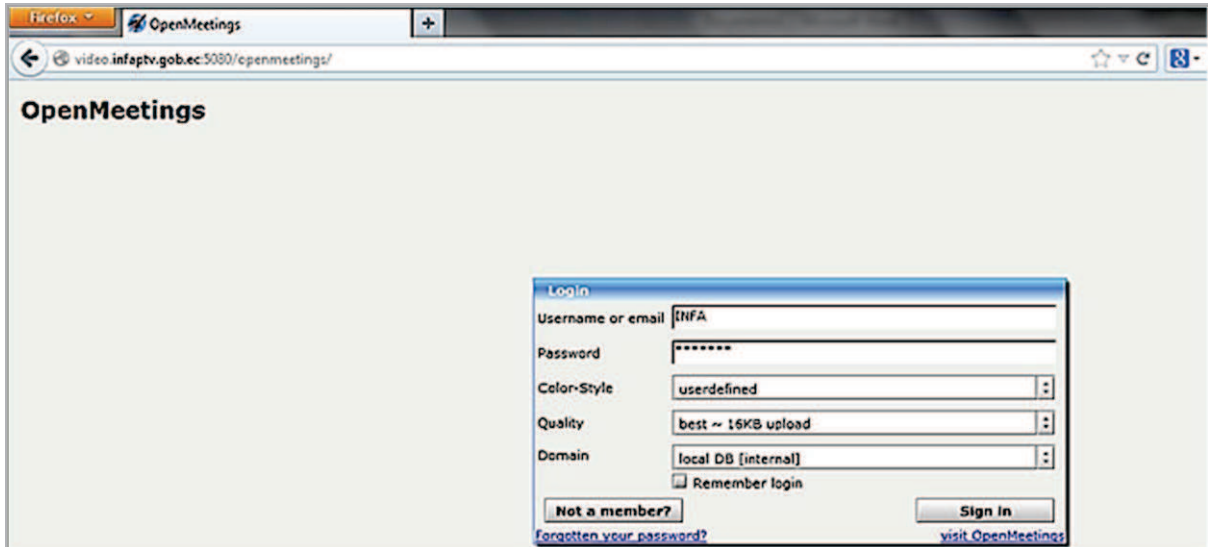 Firefox
OpenMeetings
+
video.infaptv.gob.ec:5080/openmeetings/
8
OpenMeetings
Login
Username or email INFA
Password •••••••
Color-Style userdefined
Quality best ~ 16KB upload
Domain local DB [internal]
Remember login
Not a member? Sign In
Forgotten your password? visit OpenMeetings